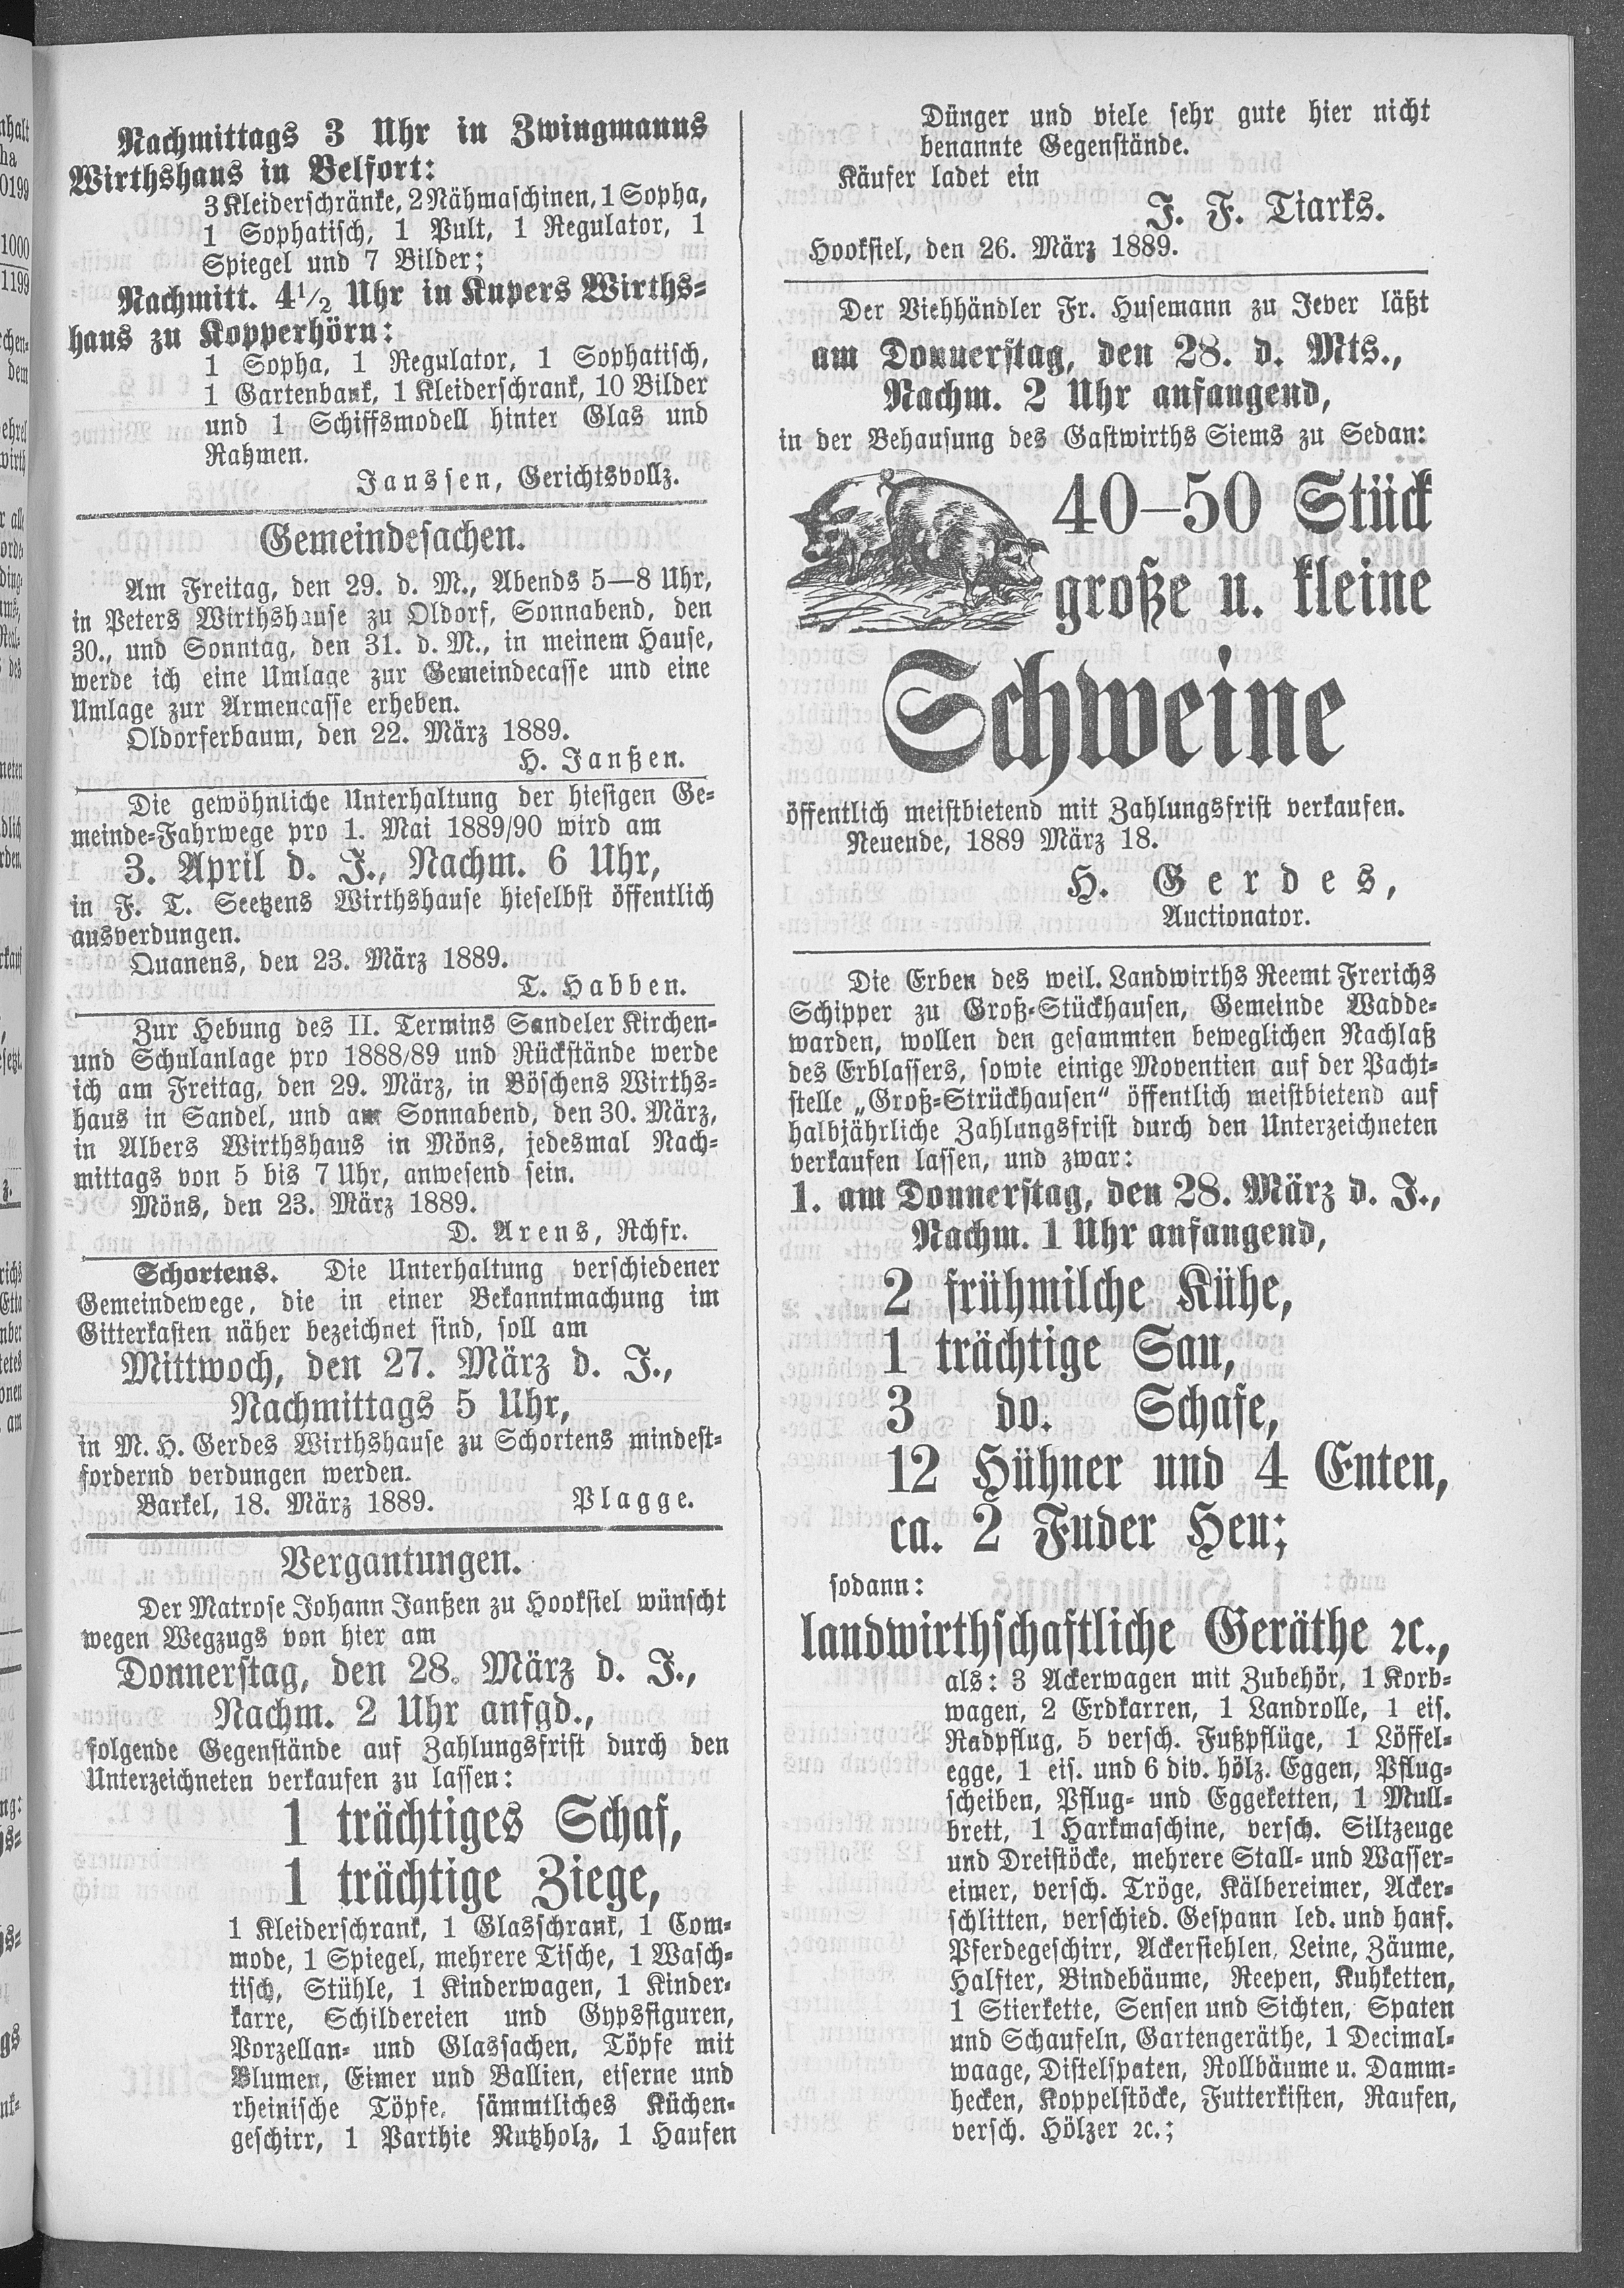 Nachmittags 3 Uhr in Zwingmanns
Wirthshaus in Belfort:
3 Kleiderschränke, 2 Nähmaschinen, 1 Sopha,
1 Sophatisch, 1 Pult, 1 Regulator, 1
Spiegel und 7 Bilder;
Nachmitt. 4½ Uhr in Kupers Wirths-
haus zu Kopperhörn:
1 Sopha, 1 Regulator, 1 Sophatisch,
1 Gartenbank, 1 Kleiderschrank, 10 Bilder
und 1 Schiffsmodell hinter Glas und
Rahmen.
Janssen, Gerichtsvollz.
Gemeindesachen.
Am Freitag, den 29. d. M., Abends 5—8 Uhr,
in Peters Wirthshause zu Oldorf, Sonnabend, den
30., und Sonntag, den 31. d. M., in meinem Hause,
werde ich eine Umlage zur Gemeindecasse und eine
Umlage zur Armencasse erheben.
Oldorferbaum, den 22. März 1889.
H. Janßen.
Die gewöhnliche Unterhaltung der hiesigen Ge-
meinde-Fahrwege pro 1. Mai 1889/90 wird am
3. April d. J., Nachm. 6 Uhr,
in F. T. Seetzens Wirthshause hieselbst öffentlich
ausverdungen.
Quanens, den 23. März 1889.
T. Habben.
Zur Hebung des II. Termins Sandeler Kirchen-
und Schulanlage pro 1888/89 und Rückstände werde
ich am Freitag, den 29. März, in Böschens Wirths-
haus in Sandel, und am Sonnabend, den 30. März,
in Albers Wirthshaus in Möns, jedesmal Nach-
mittags von 5 bis 7 Uhr, anwesend sein.
Möns, den 23. März 1889.
D. Arens, Rchfr.
Schortens. Die Unterhaltung verschiedener
Gemeindewege, die in einer Bekanntmachung im
Gitterkasten näher bezeichnet sind, soll am
Mittwoch, den 27. März d. J.,
Nachmittags 5 Uhr,
in M. H. Gerdes Wirthshause zu Schortens mindest-
fordernd verdungen werden.
Barkel, 18. März 1889. Plagge.
Vergantungen.
Der Matrose Johann Janßen zu Hooksiel wünscht
wegen Wegzugs von hier am
Donnerstag, den 28. März d. J.,
Nachm. 2 Uhr anfgd.,
folgende Gegenstände auf Zahlungsfrist durch den
Unterzeichneten verkaufen zu lassen:
1 trächtiges Schaf,
1 trächtige Ziege,
1 Kleiderschrank, 1 Glasschrank, 1 Com-
mode, 1 Spiegel, mehrere Tische, 1 Wasch-
tisch, Stühle, 1 Kinderwagen, 1 Kinder-
karre, Schildereien und Gypsfiguren,
Porzellan- und Glassachen, Töpfe mit
Blumen, Eimer und Ballien, eiserne und
rheinische Töpfe, sämmtliches Küchen-
geschirr, 1 Parthie Nutzholz, 1 Haufen
Dünger und viele sehr gute hier nicht
benannte Gegenstände.
Käufer ladet ein
J. F. Tiarks.
Hooksiel, den 26. März 1889.
Der Viehhändler Fr. Husemann zu Jever läßt
am Donnerstag, den 28. d. Mts.,
Nachm. 2 Uhr anfangend,
in der Behausung des Gastwirths Siems zu Sedan:
40—50 Stück
große u. kleine
Schweine
öffentlich meistbietend mit Zahlungsfrist verkaufen.
Neuende, 1889 März 18.
H. Gerdes,
Auctionator.
Die Erben des weil. Landwirths Reemt Frerichs
Schipper zu Groß-Stückhausen, Gemeinde Wadde-
warden, wollen den gesammten beweglichen Nachlaß
des Erblassers, sowie einige Moventien auf der Pacht-
stelle „Groß-Strückhausen“ öffentlich meistbietend auf
halbjährliche Zahlungsfrist durch den Unterzeichneten
verkaufen lassen, und zwar:
1. am Donnerstag, den 28. März d. J.,
Nachm. 1 Uhr anfangend,
2 frühmilche Kühe,
1 trächtige Sau,
3 do. Schafe,
12 Hühner und 4 Enten,
ca. 2 Fuder Heu;
sodann:
landwirthschaftliche Geräthe ꝛc.,
als: 3 Ackerwagen mit Zubehör, 1 Korb-
wagen, 2 Erdkarren, 1 Landrolle, 1 eis.
Radpflug, 5 versch. Fußpflüge, 1 Löffel-
egge, 1 eis. und 6 div. hölz. Eggen, Pflug-
scheiben, Pflug- und Eggeketten, 1 Mull-
brett, 1 Harkmaschine, versch. Siltzeuge
und Dreistöcke, mehrere Stall- und Wasser-
eimer, versch. Tröge, Kälbereimer, Acker-
schlitten, verschied. Gespann led. und hanf.
Pferdegeschirr, Ackersiehlen, Leine, Zäume,
Halfter, Bindebäume, Reepen, Kuhketten,
1 Stierkette, Sensen und Sichten, Spaten
und Schaufeln, Gartengeräthe, 1 Decimal-
waage, Distelspaten, Rollbäume u. Damm-
hecken, Koppelstöcke, Futterkisten, Raufen,
versch. Hölzer ꝛc.;